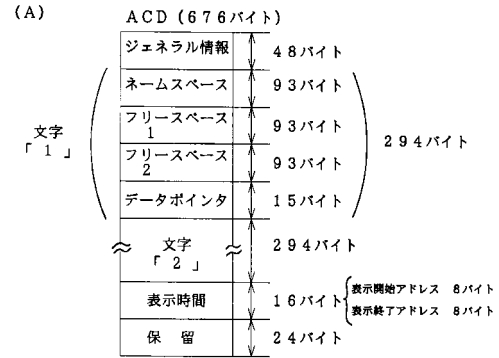 (A)
ACD(676バイト)
ジェネラル情報
48バイト
ネームスペース
93バイト
文字
「1」
フリースペース
1
93バイト
294バイト
フリースペース
2
93バイト
データポインタ
15バイト
文字
「2」
294バイト
表示時間
16バイト
表示開始アドレス 8バイト
表示終了アドレス 8バイト
保留
24バイト